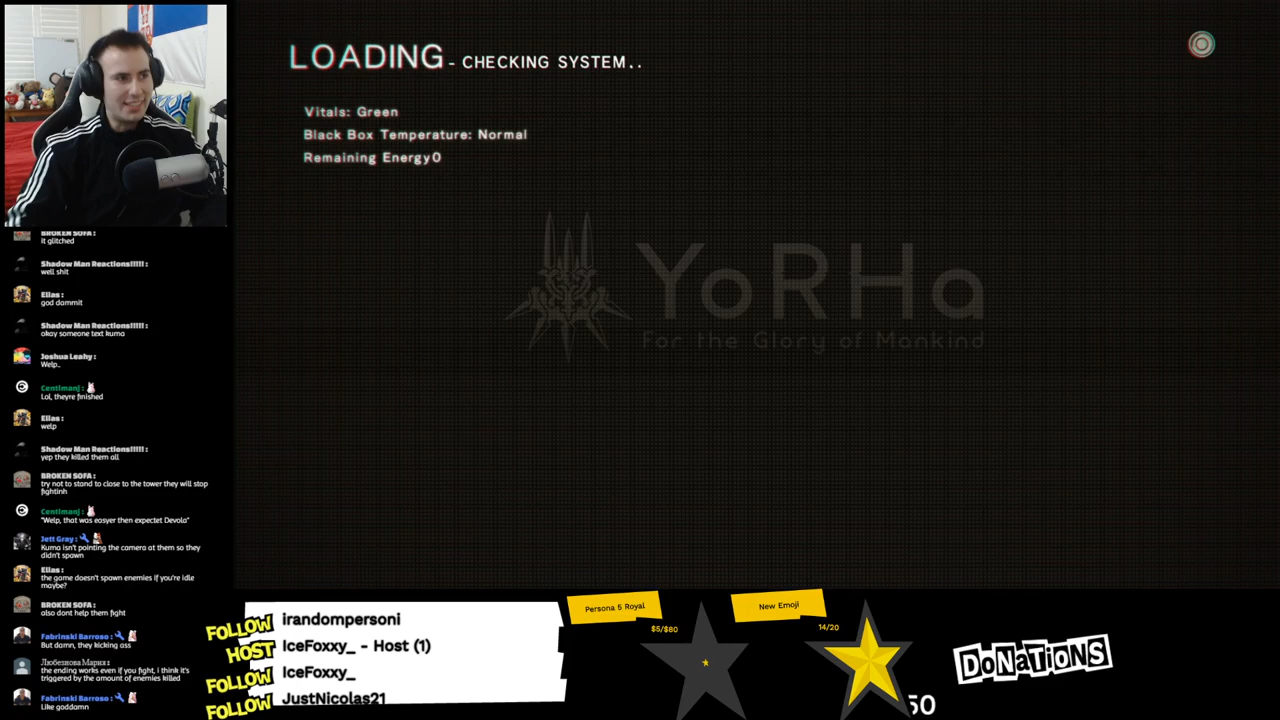 LOADING - CHECKING SYSTEM..
Vitals: Green
Black Box Temperature: Normal
Remaining Energy0
YoRHa
For the Glory of Mankind
BROKEN SOFA :
it glitched
Shadow Man Reactions!!!!! :
well shit
Elias :
god dammit
Shadow Man Reactions!!!!! :
okay someone text kuma
Joshua Leahy :
Welp..
Centimanj :
Lol, theyre finished
Elias :
welp
Shadow Man Reactions!!!!! :
yep they killed them all
BROKEN SOFA :
try not to stand to close to the tower they will stop
fightinh
Centimanj :
"Welp, that was easyer then expectet Devola"
Jett Gray :
Kuma isn't pointing the camera at them so they
didn't spawn
Elias :
the game doesn't spawn enemies if you're idle
maybe?
BROKEN SOFA :
also dont help them fight
Fabrinski Barroso :
But damn, they kicking ass
Любезнова Мария :
the ending works even if you fight, i think it's
triggered by the amount of enemies killed
Fabrinski Barroso :
Like goddamn
FOLLOW irandompersoni
HOST IceFoxxy_ - Host (1)
FOLLOW IceFoxxy_
FOLLOW JustNicolas21
Persona 5 Royal
$5/$80
New Emoji
14/20
50
DONATIONS